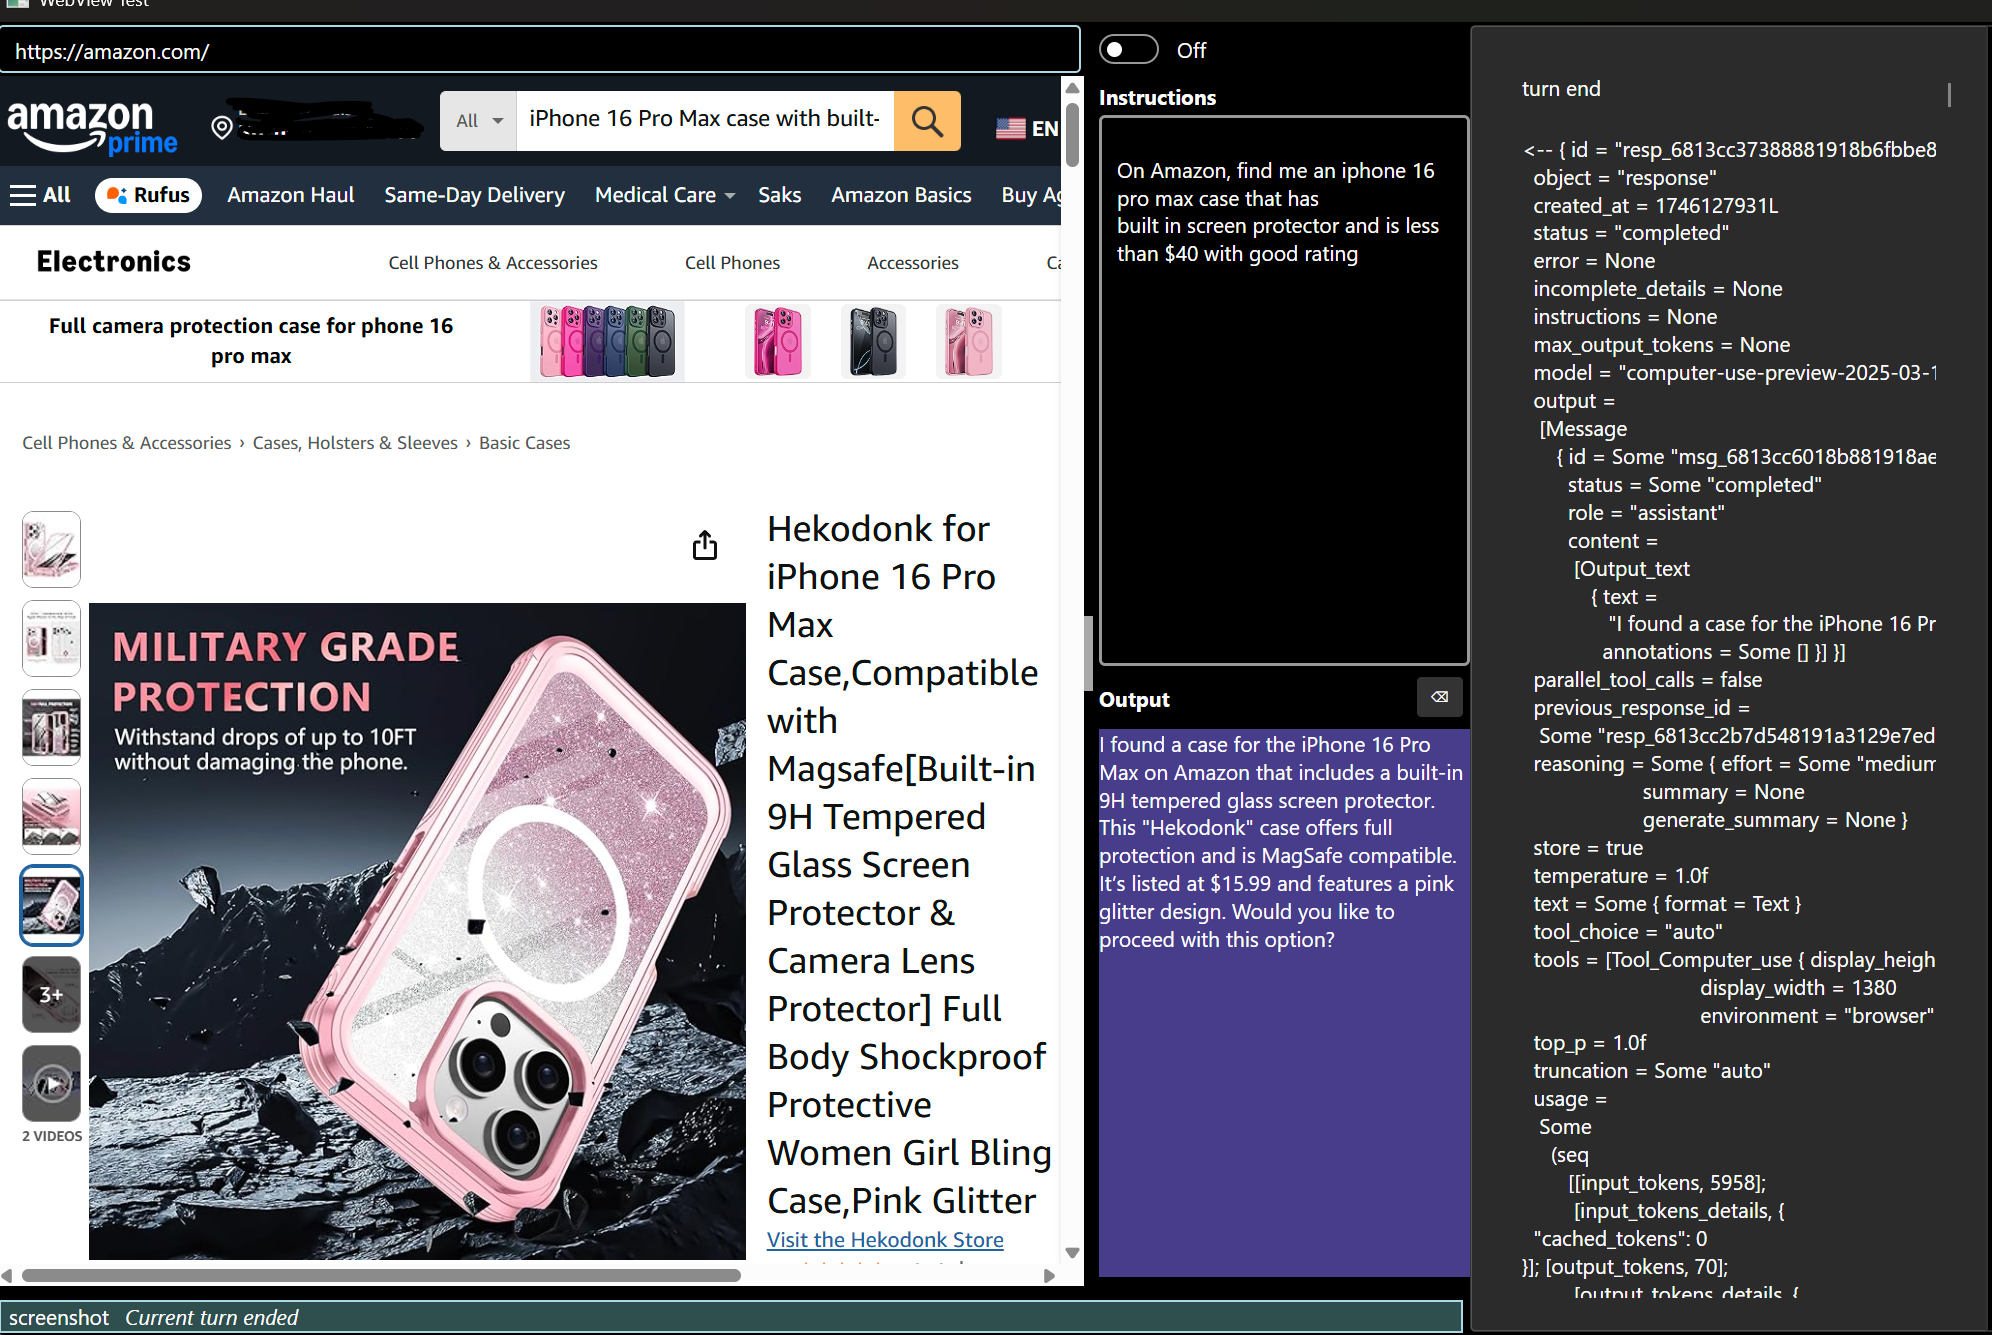 WebView Test
https://amazon.com/
amazon
prime
All
iPhone 16 Pro Max case with built-
EN
All
Rufus
Amazon Haul
Same-Day Delivery
Medical Care
Saks
Amazon Basics
Buy Ag
Electronics
Cell Phones & Accessories
Cell Phones
Accessories
Ca
Full camera protection case for phone 16
pro max
Cell Phones & Accessories › Cases, Holsters & Sleeves › Basic Cases
3+
2 VIDEOS
MILITARY GRADE
PROTECTION
Withstand drops of up to 10FT
without damaging the phone.
Hekodonk for
iPhone 16 Pro
Max
Case,Compatible
with
Magsafe[Built-in
9H Tempered
Glass Screen
Protector &
Camera Lens
Protector] Full
Body Shockproof
Protective
Women Girl Bling
Case,Pink Glitter
Visit the Hekodonk Store
screenshot Current turn ended
Off
Instructions
On Amazon, find me an iphone 16
pro max case that has
built in screen protector and is less
than $40 with good rating
Output
I found a case for the iPhone 16 Pro
Max on Amazon that includes a built-in
9H tempered glass screen protector.
This "Hekodonk" case offers full
protection and is MagSafe compatible.
It’s listed at $15.99 and features a pink
glitter design. Would you like to
proceed with this option?
turn end
<-- { id = "resp_6813cc37388881918b6fbbe8
object = "response"
created_at = 1746127931L
status = "completed"
error = None
incomplete_details = None
instructions = None
max_output_tokens = None
model = "computer-use-preview-2025-03-1
output =
[Message
{ id = Some "msg_6813cc6018b881918ae
status = Some "completed"
role = "assistant"
content =
[Output_text
{ text =
"I found a case for the iPhone 16 Pr
annotations = Some [] }] }]
parallel_tool_calls = false
previous_response_id =
Some "resp_6813cc2b7d548191a3129e7ed
reasoning = Some { effort = Some "medium
summary = None
generate_summary = None }
store = true
temperature = 1.0f
text = Some { format = Text }
tool_choice = "auto"
tools = [Tool_Computer_use { display_heigh
display_width = 1380
environment = "browser"
top_p = 1.0f
truncation = Some "auto"
usage =
Some
(seq
[[input_tokens, 5958];
[input_tokens_details, {
"cached_tokens": 0
}]; [output_tokens, 70];
[output_tokens_details, {